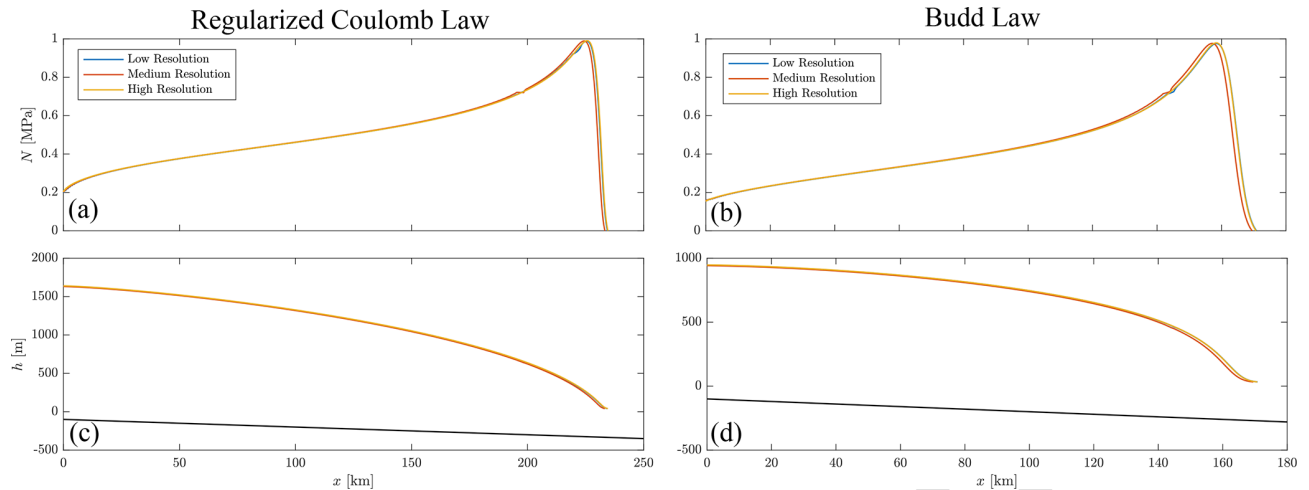 Regularized Coulomb Law
Budd Law
1
0.8
0.6
0.4
0.2
1
N [MPa]
Low Resolution
Medium Resolution
High Resolution
(a)
1
0.8
0.6
0.4
0.2
1
Low Resolution
Medium Resolution
High Resolution
(b)
2000
1500
1000
500
0
-500
h [m]
(c)
0 50 100 150 200 250
x [km]
1000
500
0
-500
(d)
0 20 40 60 80 100 120 140 160 180
x [km]